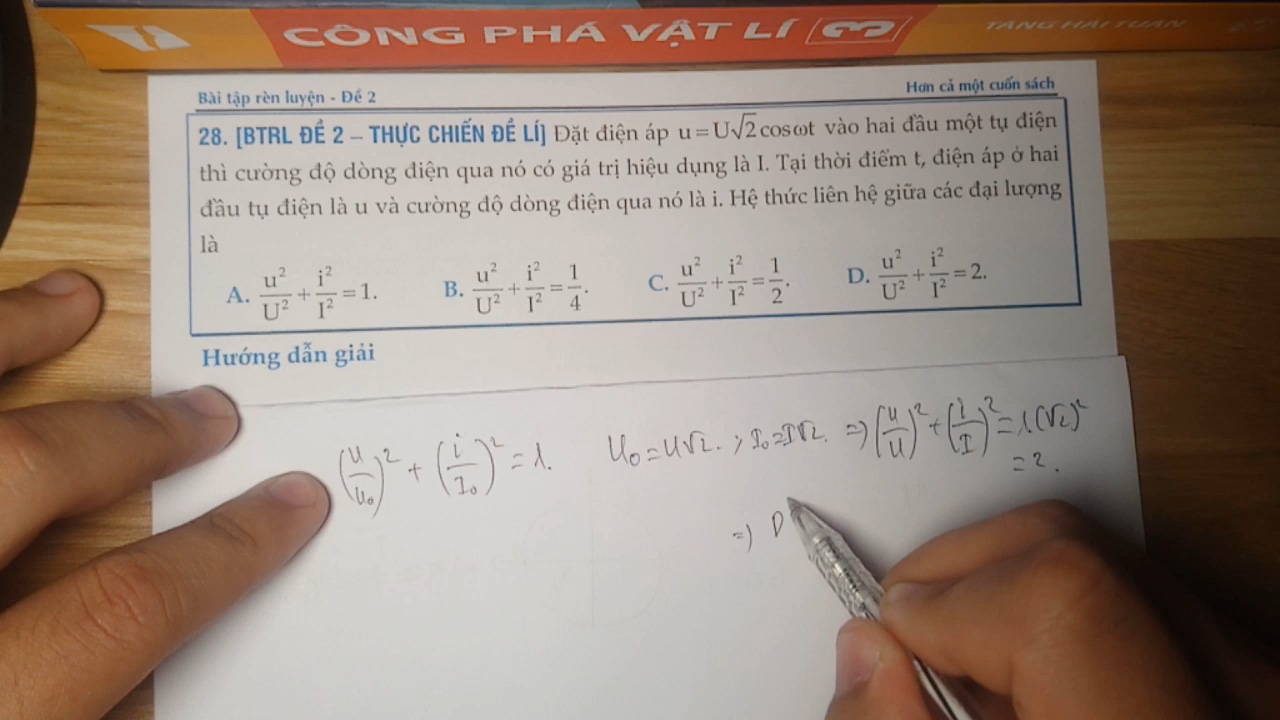 CÔNG PHÁ VẬT LÍ 3 TĂNG HẢI TUÂN
Bài tập rèn luyện - Đề 2 Hơn cả một cuốn sách
28. [BTRL ĐỀ 2 – THỰC CHIẾN ĐỀ LÍ] Đặt điện áp u=U√2cosωt vào hai đầu một tụ điện
thì cường độ dòng điện qua nó có giá trị hiệu dụng là I. Tại thời điểm t, điện áp ở hai
đầu tụ điện là u và cường độ dòng điện qua nó là i. Hệ thức liên hệ giữa các đại lượng
là
A. u²/U² + i²/I² = 1. B. u²/U² + i²/I² = 1/4. C. u²/U² + i²/I² = 1/2. D. u²/U² + i²/I² = 2.
Hướng dẫn giải
(u/U₀)² + (i/I₀)² = 1. U₀ = U√2. ; I₀ = I√2. => (u/U)² + (i/I)² = 1.(√2)²
= 2.
=> D